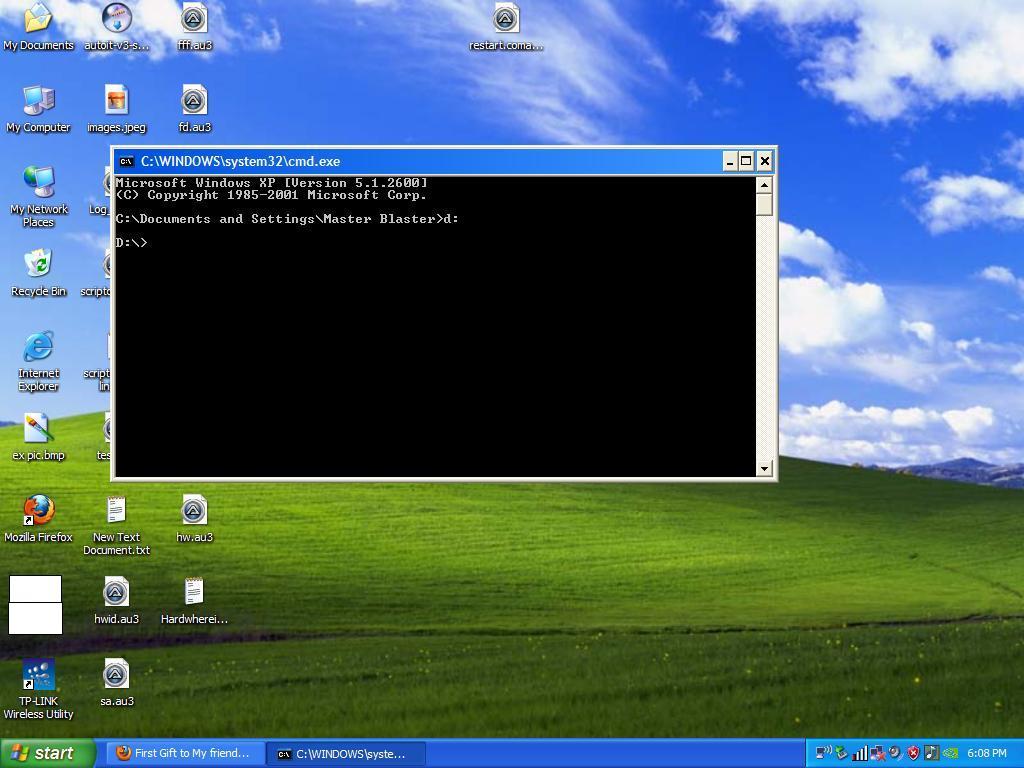 My Documents
autoit-v3-s...
fff.au3
restart.coma...
My Computer
images.jpeg
fd.au3
C:\WINDOWS\system32\cmd.exe
Microsoft Windows XP [Version 5.1.2600]
(C) Copyright 1985-2001 Microsoft Corp.
C:\Documents and Settings\Master Blaster>d:
D:\>
My Network
Places
Log_
Recycle Bin
scripto
Internet
Explorer
script
lin
ex pic.bmp
tes
Mozilla Firefox
New Text
Document.txt
hw.au3
hwid.au3
Hardwherei...
TP-LINK
Wireless Utility
sa.au3
start
First Gift to My friend...
C:\WINDOWS\syste...
6:08 PM